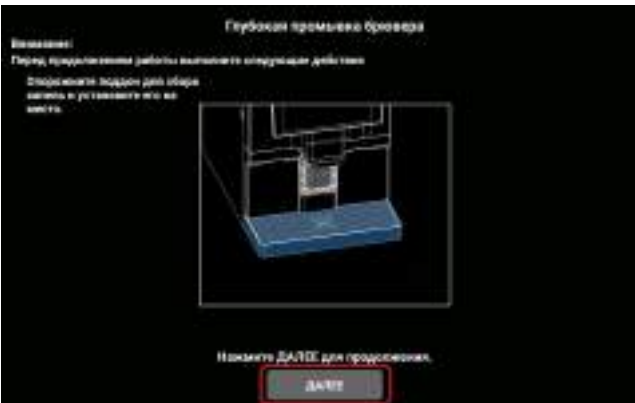 Глубокая промывка брювера
Внимание!
Перед продолжением работы выполните следующие действия
Опорожните поддон для сбора
капель и установите его на
место.
Нажмите ДАЛЕЕ для продолжения.
ДАЛЕЕ